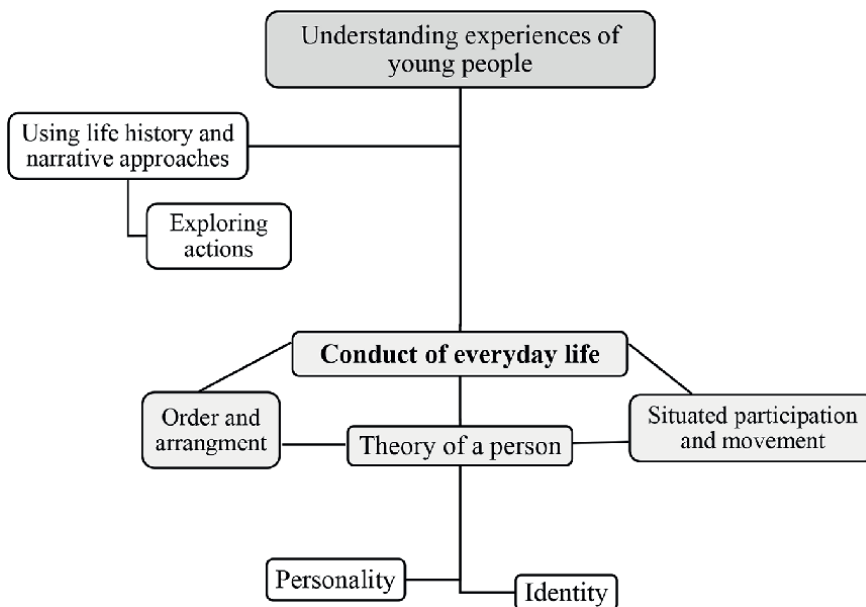 Understanding experiences of
young people
Using life history and
narrative approaches
Exploring
actions
Conduct of everyday life
Order and
arrangment
Theory of a person
Situated participation
and movement
Personality
Identity